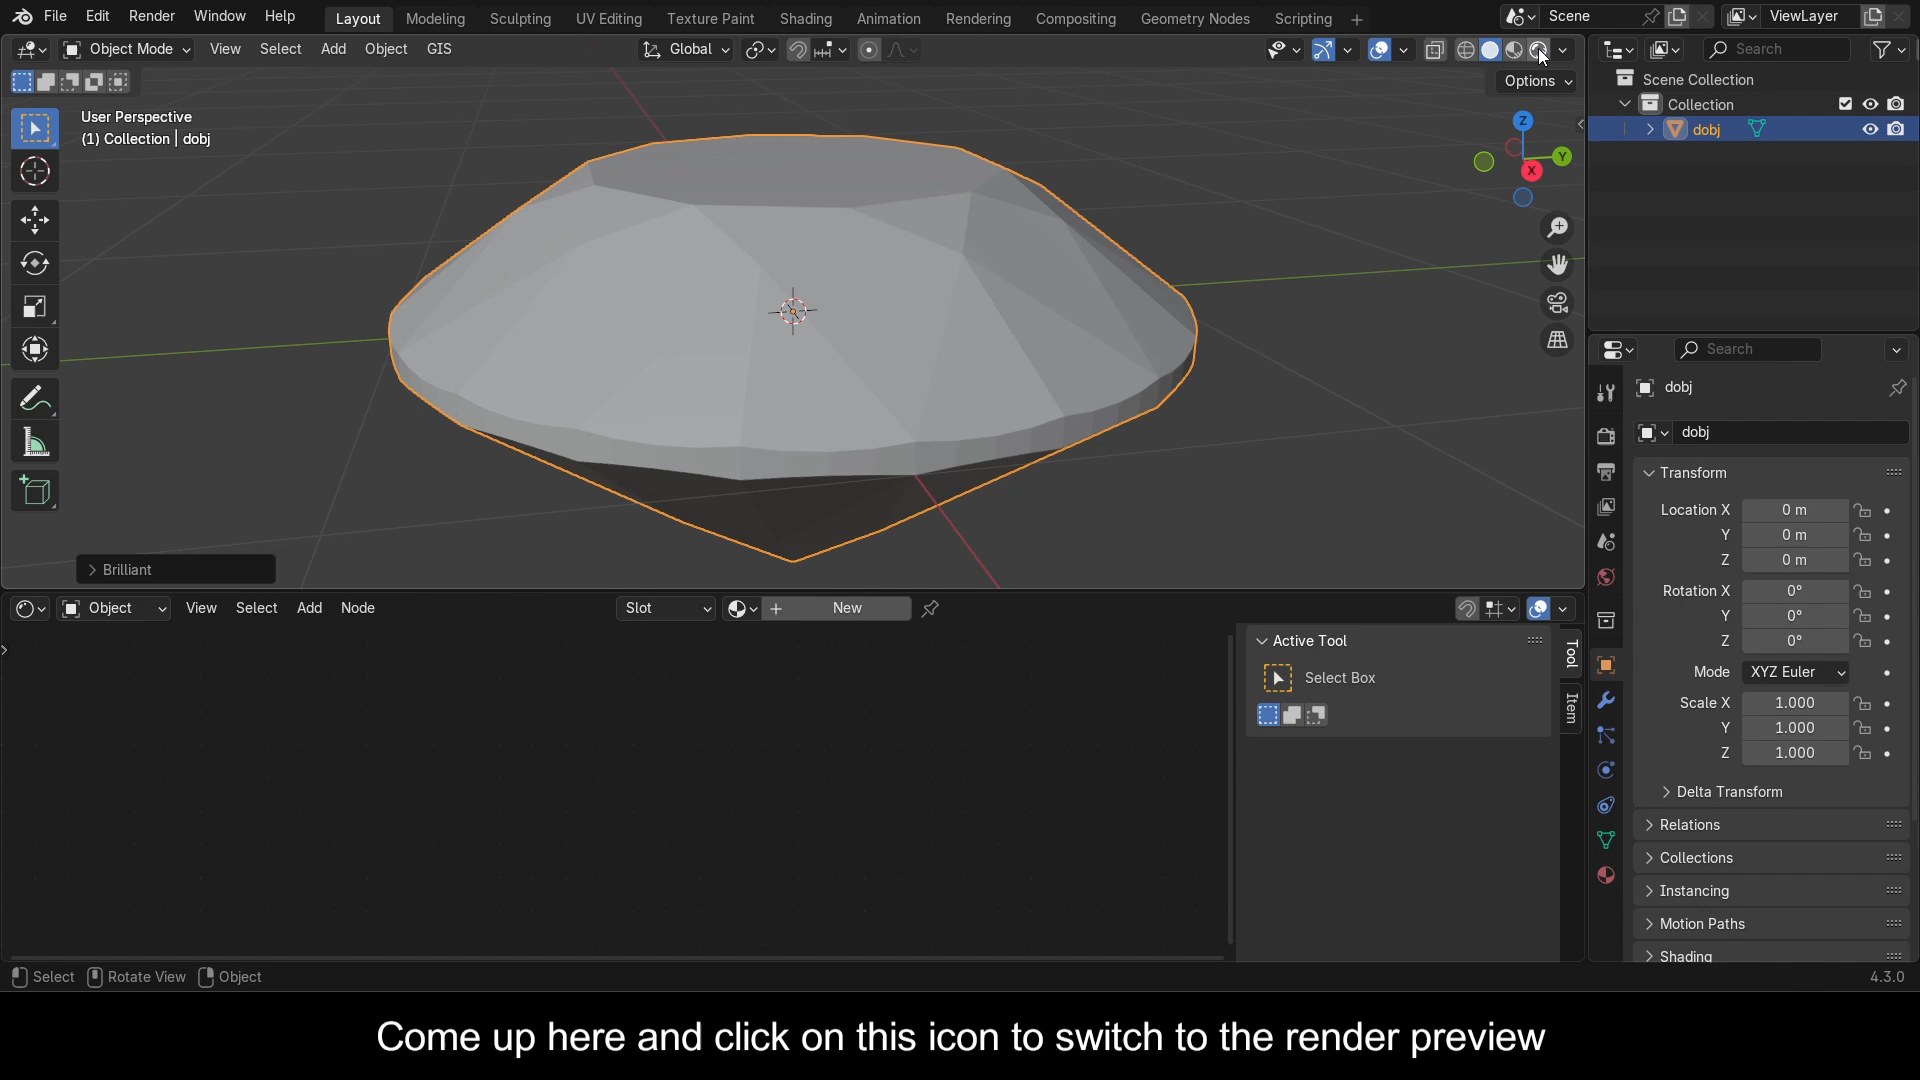 File Edit Render Window Help Layout Modeling Sculpting UV Editing Texture Paint Shading Animation Rendering Compositing Geometry Nodes Scripting + Scene ViewLayer
Object Mode View Select Add Object GIS Global Search
Options
Scene Collection
Collection
dobj
User Perspective
(1) Collection | dobj
Z
Y
X
Brilliant
Search
dobj
dobj
Transform
Location X 0 m
Y 0 m
Z 0 m
Rotation X 0°
Y 0°
Z 0°
Mode XYZ Euler
Scale X 1.000
Y 1.000
Z 1.000
Delta Transform
Relations
Collections
Instancing
Motion Paths
Shading
Object View Select Add Node Slot New
Active Tool
Select Box
Tool
Item
Select Rotate View Object 4.3.0
Come up here and click on this icon to switch to the render preview